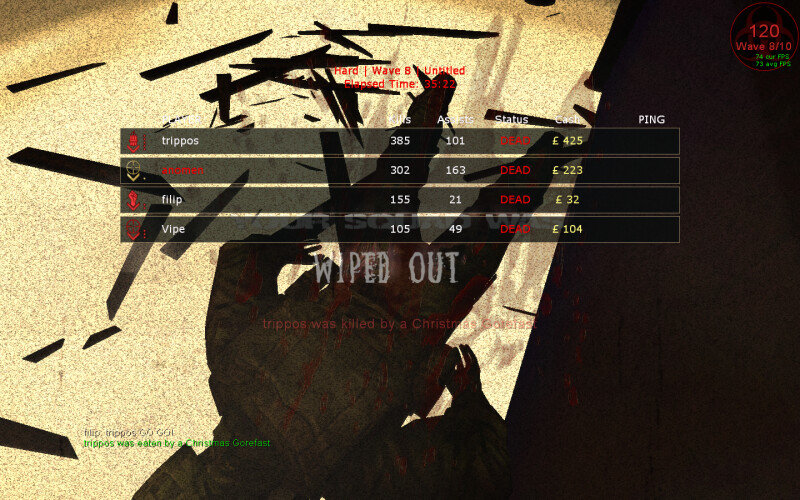 120
Wave 8/10
74 cur FPS
73 avg FPS
Hard | Wave 8 | Untitled
Elapsed Time: 35:22
Kills Assists Status Cash PING
trippos 385 101 DEAD £ 425
302 163 DEAD £ 223
filip 155 21 DEAD £ 32
Vipe 105 49 DEAD £ 104
WIPED OUT
trippos was killed by a Christmas Gorefast
filip: trippos GO GO!
trippos was eaten by a Christmas Gorefast